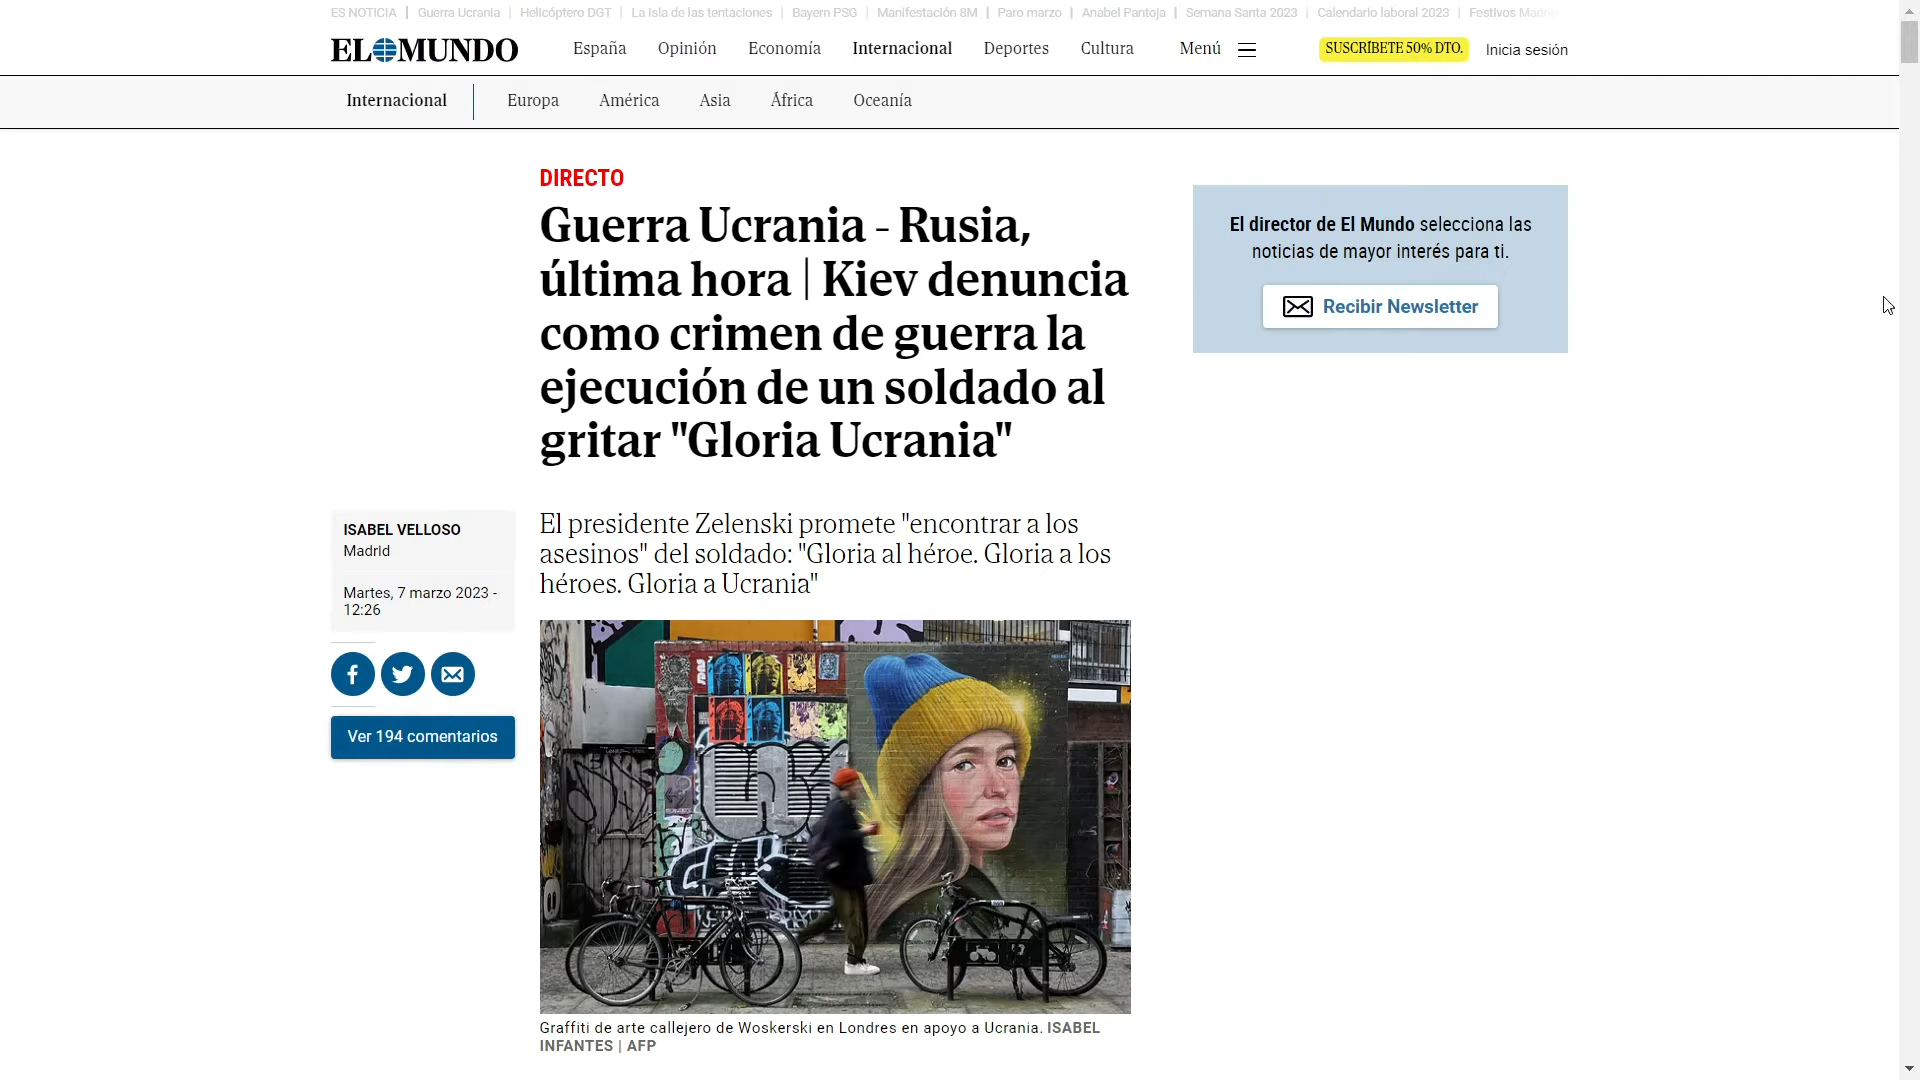 ES NOTICIA | Guerra Ucrania | Helicóptero DGT | La isla de las tentaciones | Bayern PSG | Manifestación 8M | Paro marzo | Anabel Pantoja | Semana Santa 2023 | Calendario laboral 2023 | Festivos
EL MUNDO España Opinión Economía Internacional Deportes Cultura Menú SUSCRÍBETE 50% DTO. Inicia sesión
Internacional Europa América Asia África Oceanía
DIRECTO
Guerra Ucrania - Rusia,
última hora | Kiev denuncia
como crimen de guerra la
ejecución de un soldado al
gritar "Gloria Ucrania"
El director de El Mundo selecciona las
noticias de mayor interés para ti.
Recibir Newsletter
ISABEL VELLOSO
Madrid
Martes, 7 marzo 2023 -
12:26
Ver 194 comentarios
El presidente Zelenski promete "encontrar a los
asesinos" del soldado: "Gloria al héroe. Gloria a los
héroes. Gloria a Ucrania"
Graffiti de arte callejero de Woskerski en Londres en apoyo a Ucrania. ISABEL
INFANTES | AFP